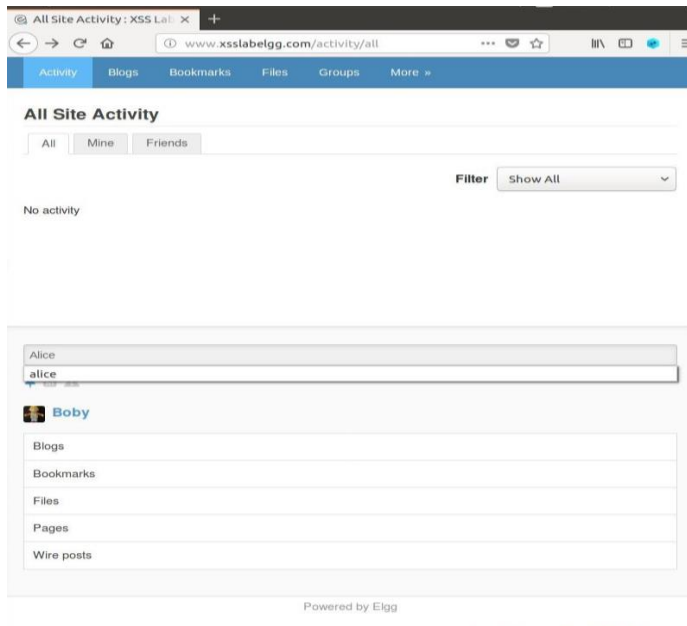 All Site Activity : XSS Lab
www.xsslabelgg.com/activity/all
Activity Blogs Bookmarks Files Groups More »
All Site Activity
All Mine Friends
Filter Show All
No activity
Alice
alice
Boby
Blogs
Bookmarks
Files
Pages
Wire posts
Powered by Elgg